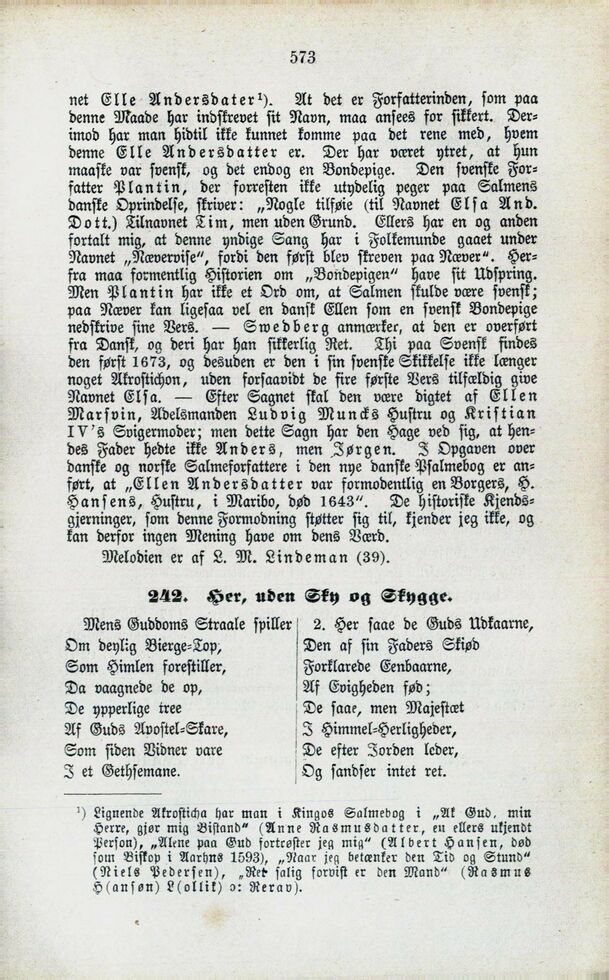 573
net Elle Andersdater¹). At det er Forfatterinden, som paa
denne Maade har indskrevet sit Navn, maa ansees for sikkert. Der-
imod har man hidtil ikke kunnet komme paa det rene med, hvem
denne Elle Andersdatter er. Der har været ytret, at hun
maaske var svensk, og det endog en Bondepige. Den svenske For-
fatter Plantin, der forresten ikke utydelig peger paa Salmens
danske Oprindelse, skriver: „Nogle tilføie (til Navnet Elsa And.
Dott.) Tilnavnet Tim, men uden Grund. Ellers har en og anden
fortalt mig, at denne yndige Sang har i Folkemunde gaaet under
Navnet „Nævervise“, fordi den først blev skreven paa Næver“. Her-
fra maa formentlig Historien om „Bondepigen“ have sit Udspring.
Men Plantin har ikke et Ord om, at Salmen skulde være svensk;
paa Næver kan ligesaa vel en dansk Ellen som en svensk Bondepige
nedskrive sine Vers. — Swedberg anmærker, at den er oversørt
fra Dansk, og deri har han sikkerlig Ret. Thi paa Svensk findes
den først 1673, og desuden er den i sin svenske Skikkelse ikke længer
noget Akrostichon, uden forsaavidt de fire første Vers tilfældig give
Navnet Elsa. — Efter Sagnet skal den være digtet af Ellen
Marsvin, Adelsmanden Ludvig Muncks Hustru og Kristian
IV's Svigermoder; men dette Sagn har den Hage ved sig, at hen-
des Fader hedte ikke Anders, men Jørgen. I Opgaven over
danske og norske Salmeforfattere i den nye danske Psalmebog er an-
ført, at „Ellen Andersdatter var formodentlig en Borgers, H.
Hansens, Hustru, i Maribo, død 1643“. De historiske Kjends-
gjerninger, som denne Formodning støtter sig til, kjender jeg ikke, og
kan derfor ingen Mening have om dens Værd.
Melodien er af L. M. Lindeman (39).
242. Her, uden Sky og Skygge.
Mens Guddoms Straale spiller
Om deylig Bierge-Top,
Som Himlen forestiller,
Da vaagnede de op,
De ypperlige tree
Af Guds Apostel-Skare,
Som siden Vidner vare
I et Gethsemane.
2. Her saae de Guds Udkaarne,
Den af sin Faders Skiød
Forklarede Eenbaarne,
Af Evigheden fød;
De saae, men Majestæt
I Himmel-Herligheder,
De efter Jorden leder,
Og sandser intet ret.
¹) Lignende Akrosticha har man i Kingos Salmebog i „Ak Gud, min
Herre, gjør mig Bistand“ (Anne Rasmusdatter, en ellers ukjendt
Person), „Alene paa Gud fortrøster jeg mig“ (Albert Hansen, død
som Biskop i Aarhus 1593), „Naar jeg betænker den Tid og Stund“
(Niels Pedersen), „Ret salig forvist er den Mand“ (Rasmus
H(ansøn) L(ollik) ɔ: Rerav).